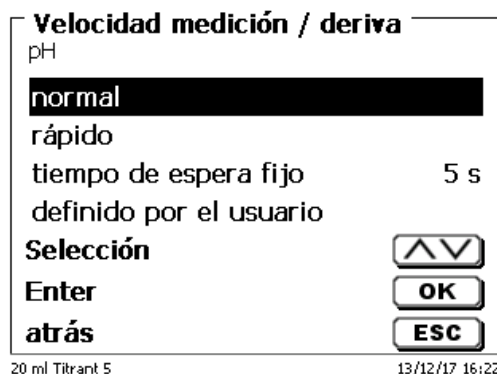 Velocidad medición / deriva
pH
normal
rápido
tiempo de espera fijo 5 s
definido por el usuario
Selección
Enter OK
atrás ESC
20 ml Titrant 5 13/12/17 16:22